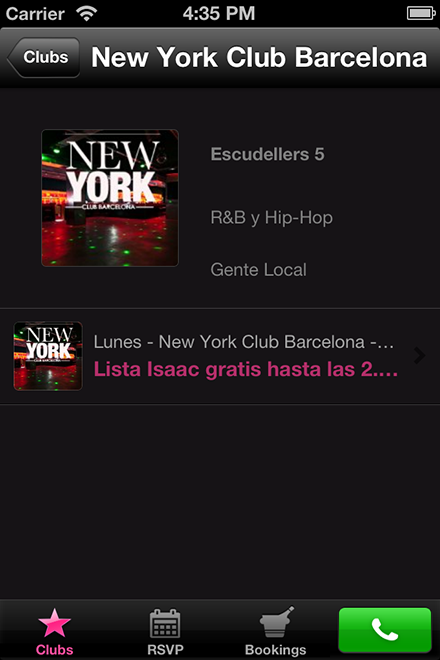 Carrier 4:35 PM
Clubs New York Club Barcelona
NEW
YORK
CLUB BARCELONA
Escudellers 5
R&B y Hip-Hop
Gente Local
NEW
YORK
CLUB BARCELONA
Lunes - New York Club Barcelona -...
Lista Isaac gratis hasta las 2....
Clubs RSVP Bookings